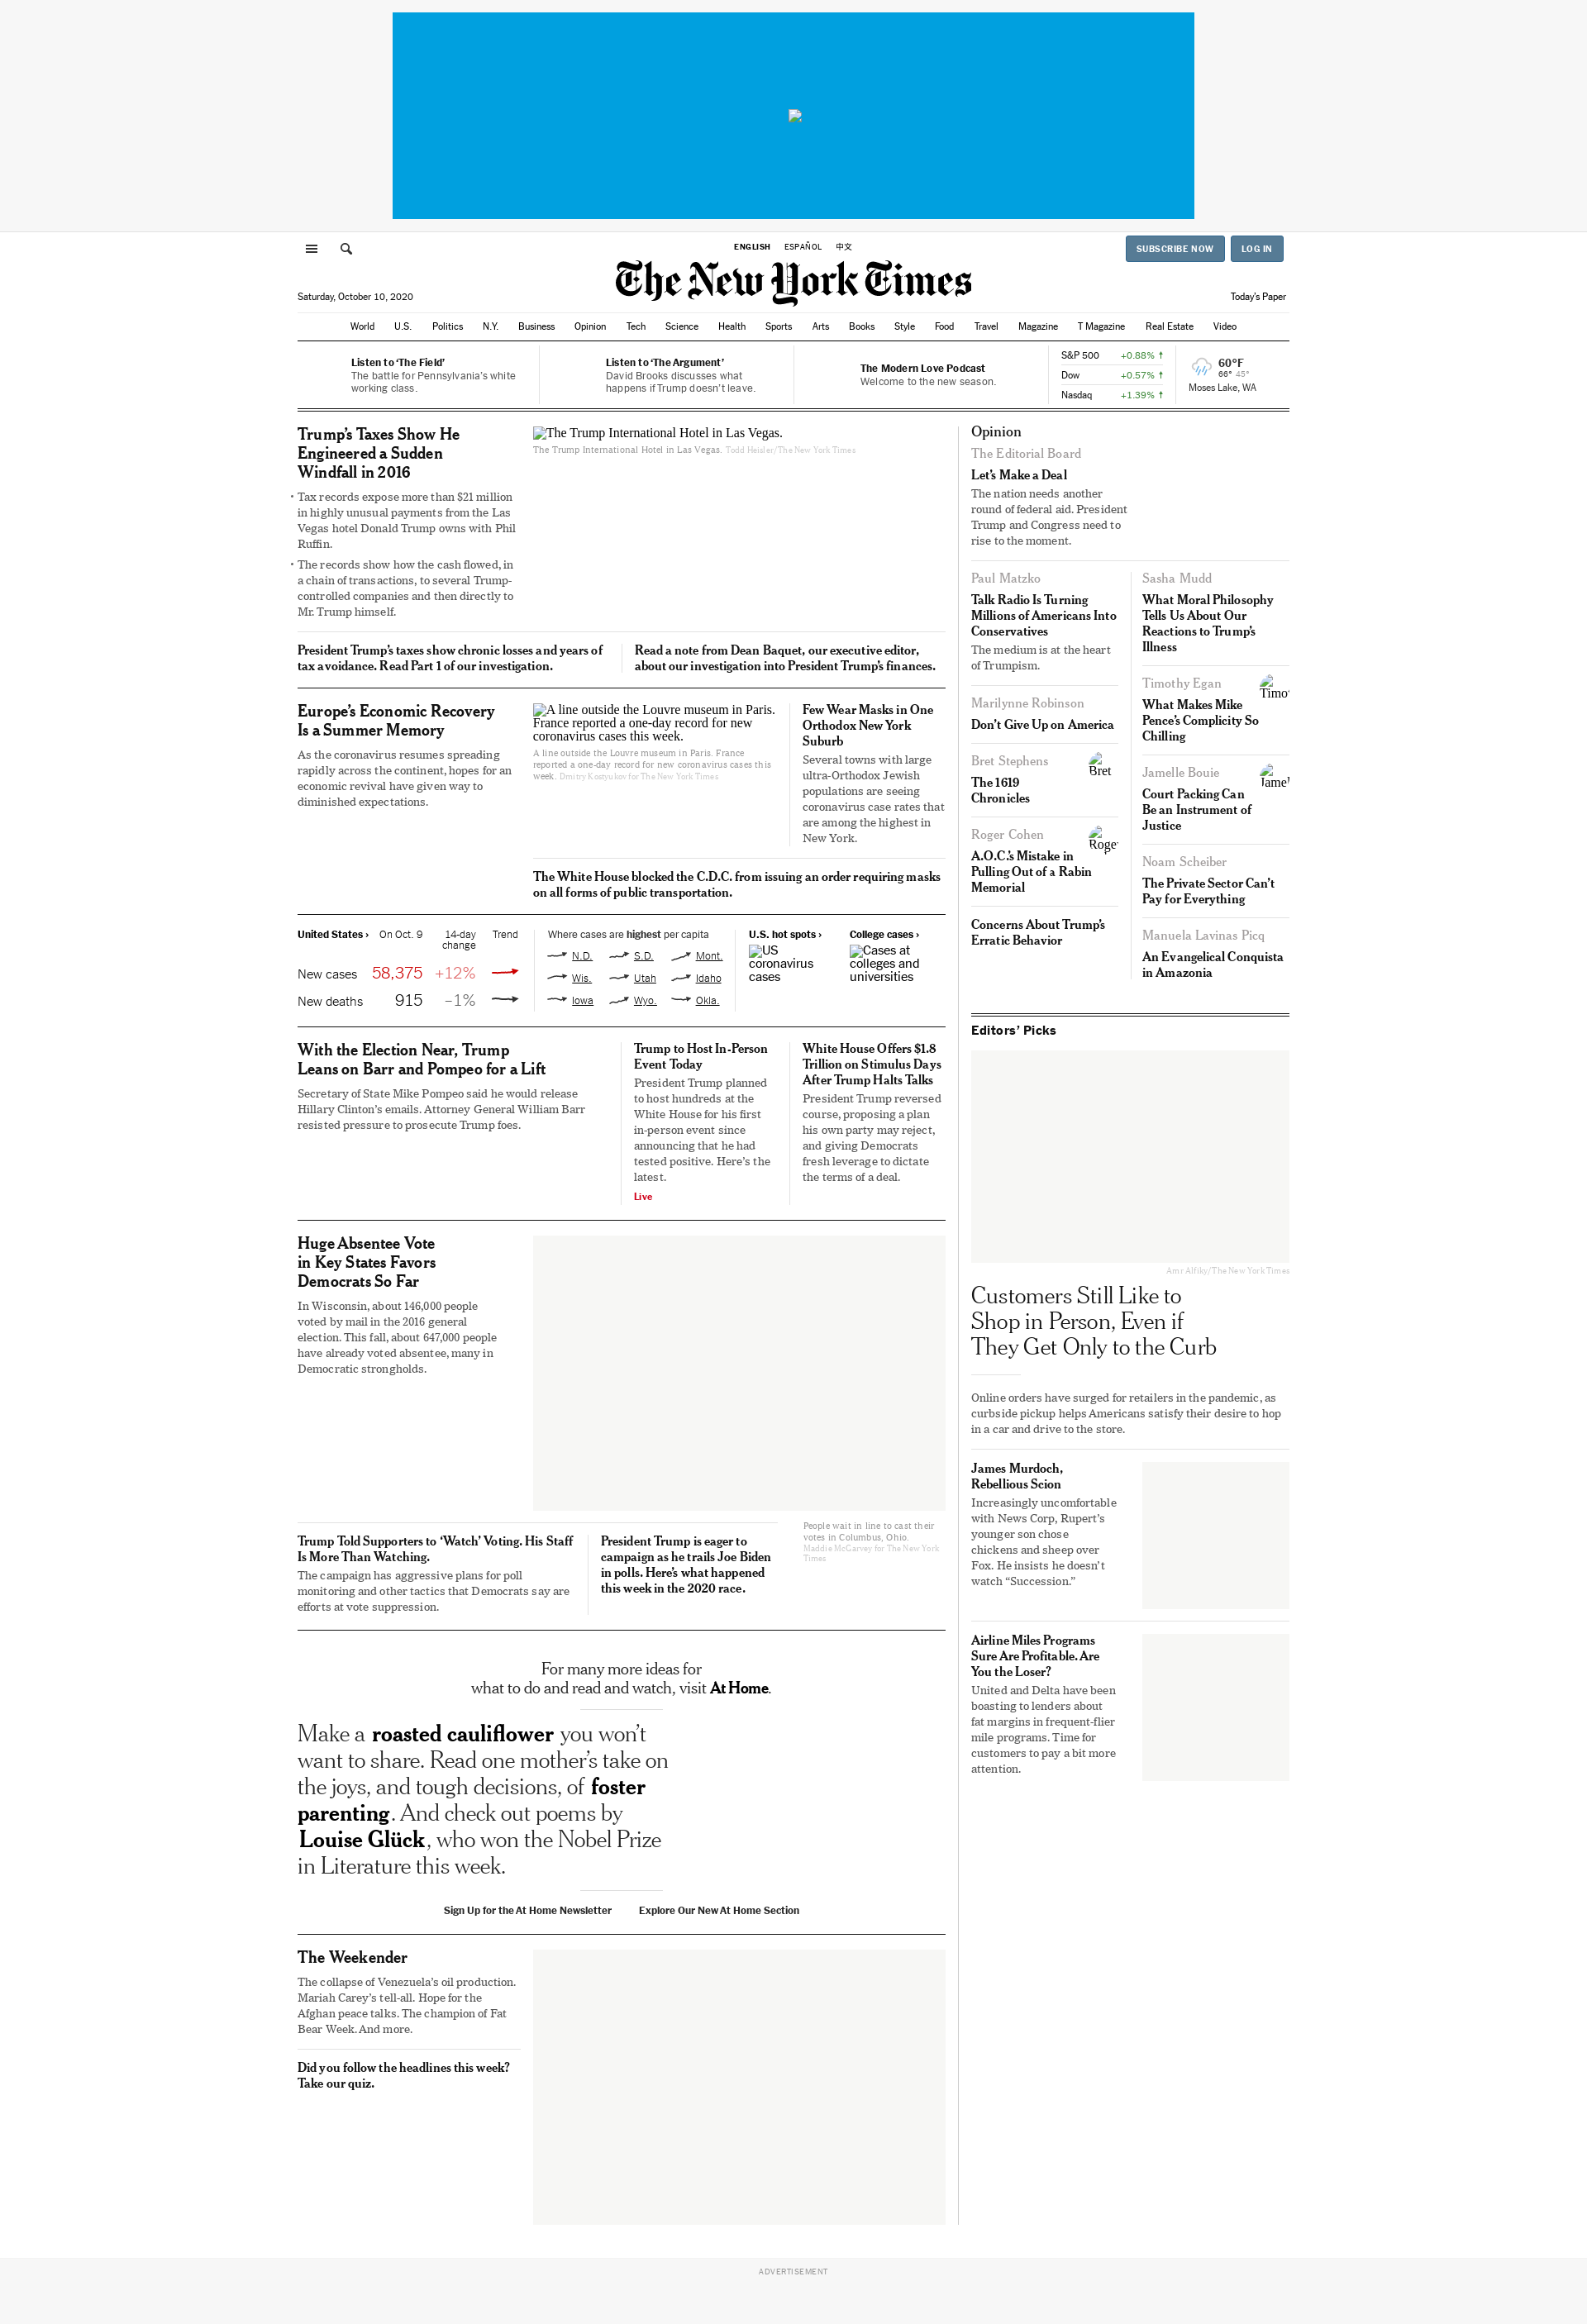 ENGLISH ESPAÑOL 中文
SUBSCRIBE NOW LOG IN
The New York Times
Saturday, October 10, 2020
Today's Paper
World U.S. Politics N.Y. Business Opinion Tech Science Health Sports Arts Books Style Food Travel Magazine T Magazine Real Estate Video
Listen to ‘The Field’
The battle for Pennsylvania’s white
working class.
Listen to ‘The Argument’
David Brooks discusses what
happens if Trump doesn’t leave.
The Modern Love Podcast
Welcome to the new season.
S&P 500 +0.88%
Dow +0.57%
Nasdaq +1.39%
60°F
66° 45°
Moses Lake, WA
Trump’s Taxes Show He
Engineered a Sudden
Windfall in 2016
• Tax records expose more than $21 million
in highly unusual payments from the Las
Vegas hotel Donald Trump owns with Phil
Ruffin.
• The records show how the cash flowed, in
a chain of transactions, to several Trump-
controlled companies and then directly to
Mr. Trump himself.
The Trump International Hotel in Las Vegas.
The Trump International Hotel in Las Vegas. Todd Heisler/The New York Times
President Trump’s taxes show chronic losses and years of
tax avoidance. Read Part 1 of our investigation.
Read a note from Dean Baquet, our executive editor,
about our investigation into President Trump’s finances.
Europe’s Economic Recovery
Is a Summer Memory
As the coronavirus resumes spreading
rapidly across the continent, hopes for an
economic revival have given way to
diminished expectations.
A line outside the Louvre museum in Paris.
France reported a one-day record for new
coronavirus cases this week.
A line outside the Louvre museum in Paris. France
reported a one-day record for new coronavirus cases this
week. Dmitry Kostyukov for The New York Times
Few Wear Masks in One
Orthodox New York
Suburb
Several towns with large
ultra-Orthodox Jewish
populations are seeing
coronavirus case rates that
are among the highest in
New York.
The White House blocked the C.D.C. from issuing an order requiring masks
on all forms of public transportation.
United States › On Oct. 9 14-day
change Trend
New cases 58,375 +12%
New deaths 915 –1%
Where cases are highest per capita
N.D. S.D. Mont.
Wis. Utah Idaho
Iowa Wyo. Okla.
U.S. hot spots ›
US
coronavirus
cases
College cases ›
Cases at
colleges and
universities
With the Election Near, Trump
Leans on Barr and Pompeo for a Lift
Secretary of State Mike Pompeo said he would release
Hillary Clinton’s emails. Attorney General William Barr
resisted pressure to prosecute Trump foes.
Trump to Host In-Person
Event Today
President Trump planned
to host hundreds at the
White House for his first
in-person event since
announcing that he had
tested positive. Here’s the
latest.
Live
White House Offers $1.8
Trillion on Stimulus Days
After Trump Halts Talks
President Trump reversed
course, proposing a plan
his own party may reject,
and giving Democrats
fresh leverage to dictate
the terms of a deal.
Huge Absentee Vote
in Key States Favors
Democrats So Far
In Wisconsin, about 146,000 people
voted by mail in the 2016 general
election. This fall, about 647,000 people
have already voted absentee, many in
Democratic strongholds.
People wait in line to cast their
votes in Columbus, Ohio.
Maddie McGarvey for The New York
Times
Trump Told Supporters to ‘Watch’ Voting. His Staff
Is More Than Watching.
The campaign has aggressive plans for poll
monitoring and other tactics that Democrats say are
efforts at vote suppression.
President Trump is eager to
campaign as he trails Joe Biden
in polls. Here’s what happened
this week in the 2020 race.
For many more ideas for
what to do and read and watch, visit At Home.
Make a roasted cauliflower you won’t
want to share. Read one mother’s take on
the joys, and tough decisions, of foster
parenting. And check out poems by
Louise Glück, who won the Nobel Prize
in Literature this week.
Sign Up for the At Home Newsletter Explore Our New At Home Section
The Weekender
The collapse of Venezuela’s oil production.
Mariah Carey’s tell-all. Hope for the
Afghan peace talks. The champion of Fat
Bear Week. And more.
Did you follow the headlines this week?
Take our quiz.
Opinion
The Editorial Board
Let’s Make a Deal
The nation needs another
round of federal aid. President
Trump and Congress need to
rise to the moment.
Paul Matzko
Talk Radio Is Turning
Millions of Americans Into
Conservatives
The medium is at the heart
of Trumpism.
Marilynne Robinson
Don’t Give Up on America
Bret Stephens
Bret
The 1619
Chronicles
Roger Cohen
Roger
A.O.C.’s Mistake in
Pulling Out of a Rabin
Memorial
Concerns About Trump’s
Erratic Behavior
Sasha Mudd
What Moral Philosophy
Tells Us About Our
Reactions to Trump’s
Illness
Timothy Egan
What Makes Mike
Pence’s Complicity So
Chilling
Jamelle Bouie
Court Packing Can
Be an Instrument of
Justice
Noam Scheiber
The Private Sector Can’t
Pay for Everything
Manuela Lavinas Picq
An Evangelical Conquista
in Amazonia
Editors’ Picks
Amr Alfiky/The New York Times
Customers Still Like to
Shop in Person, Even if
They Get Only to the Curb
Online orders have surged for retailers in the pandemic, as
curbside pickup helps Americans satisfy their desire to hop
in a car and drive to the store.
James Murdoch,
Rebellious Scion
Increasingly uncomfortable
with News Corp, Rupert’s
younger son chose
chickens and sheep over
Fox. He insists he doesn’t
watch “Succession.”
Airline Miles Programs
Sure Are Profitable. Are
You the Loser?
United and Delta have been
boasting to lenders about
fat margins in frequent-flier
mile programs. Time for
customers to pay a bit more
attention.
ADVERTISEMENT